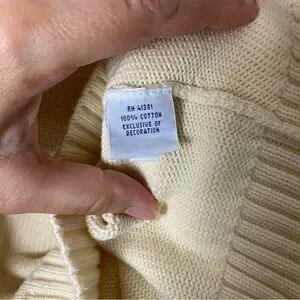 RN 41381
100% COTTON
EXCLUSIVE OF
DECORATION